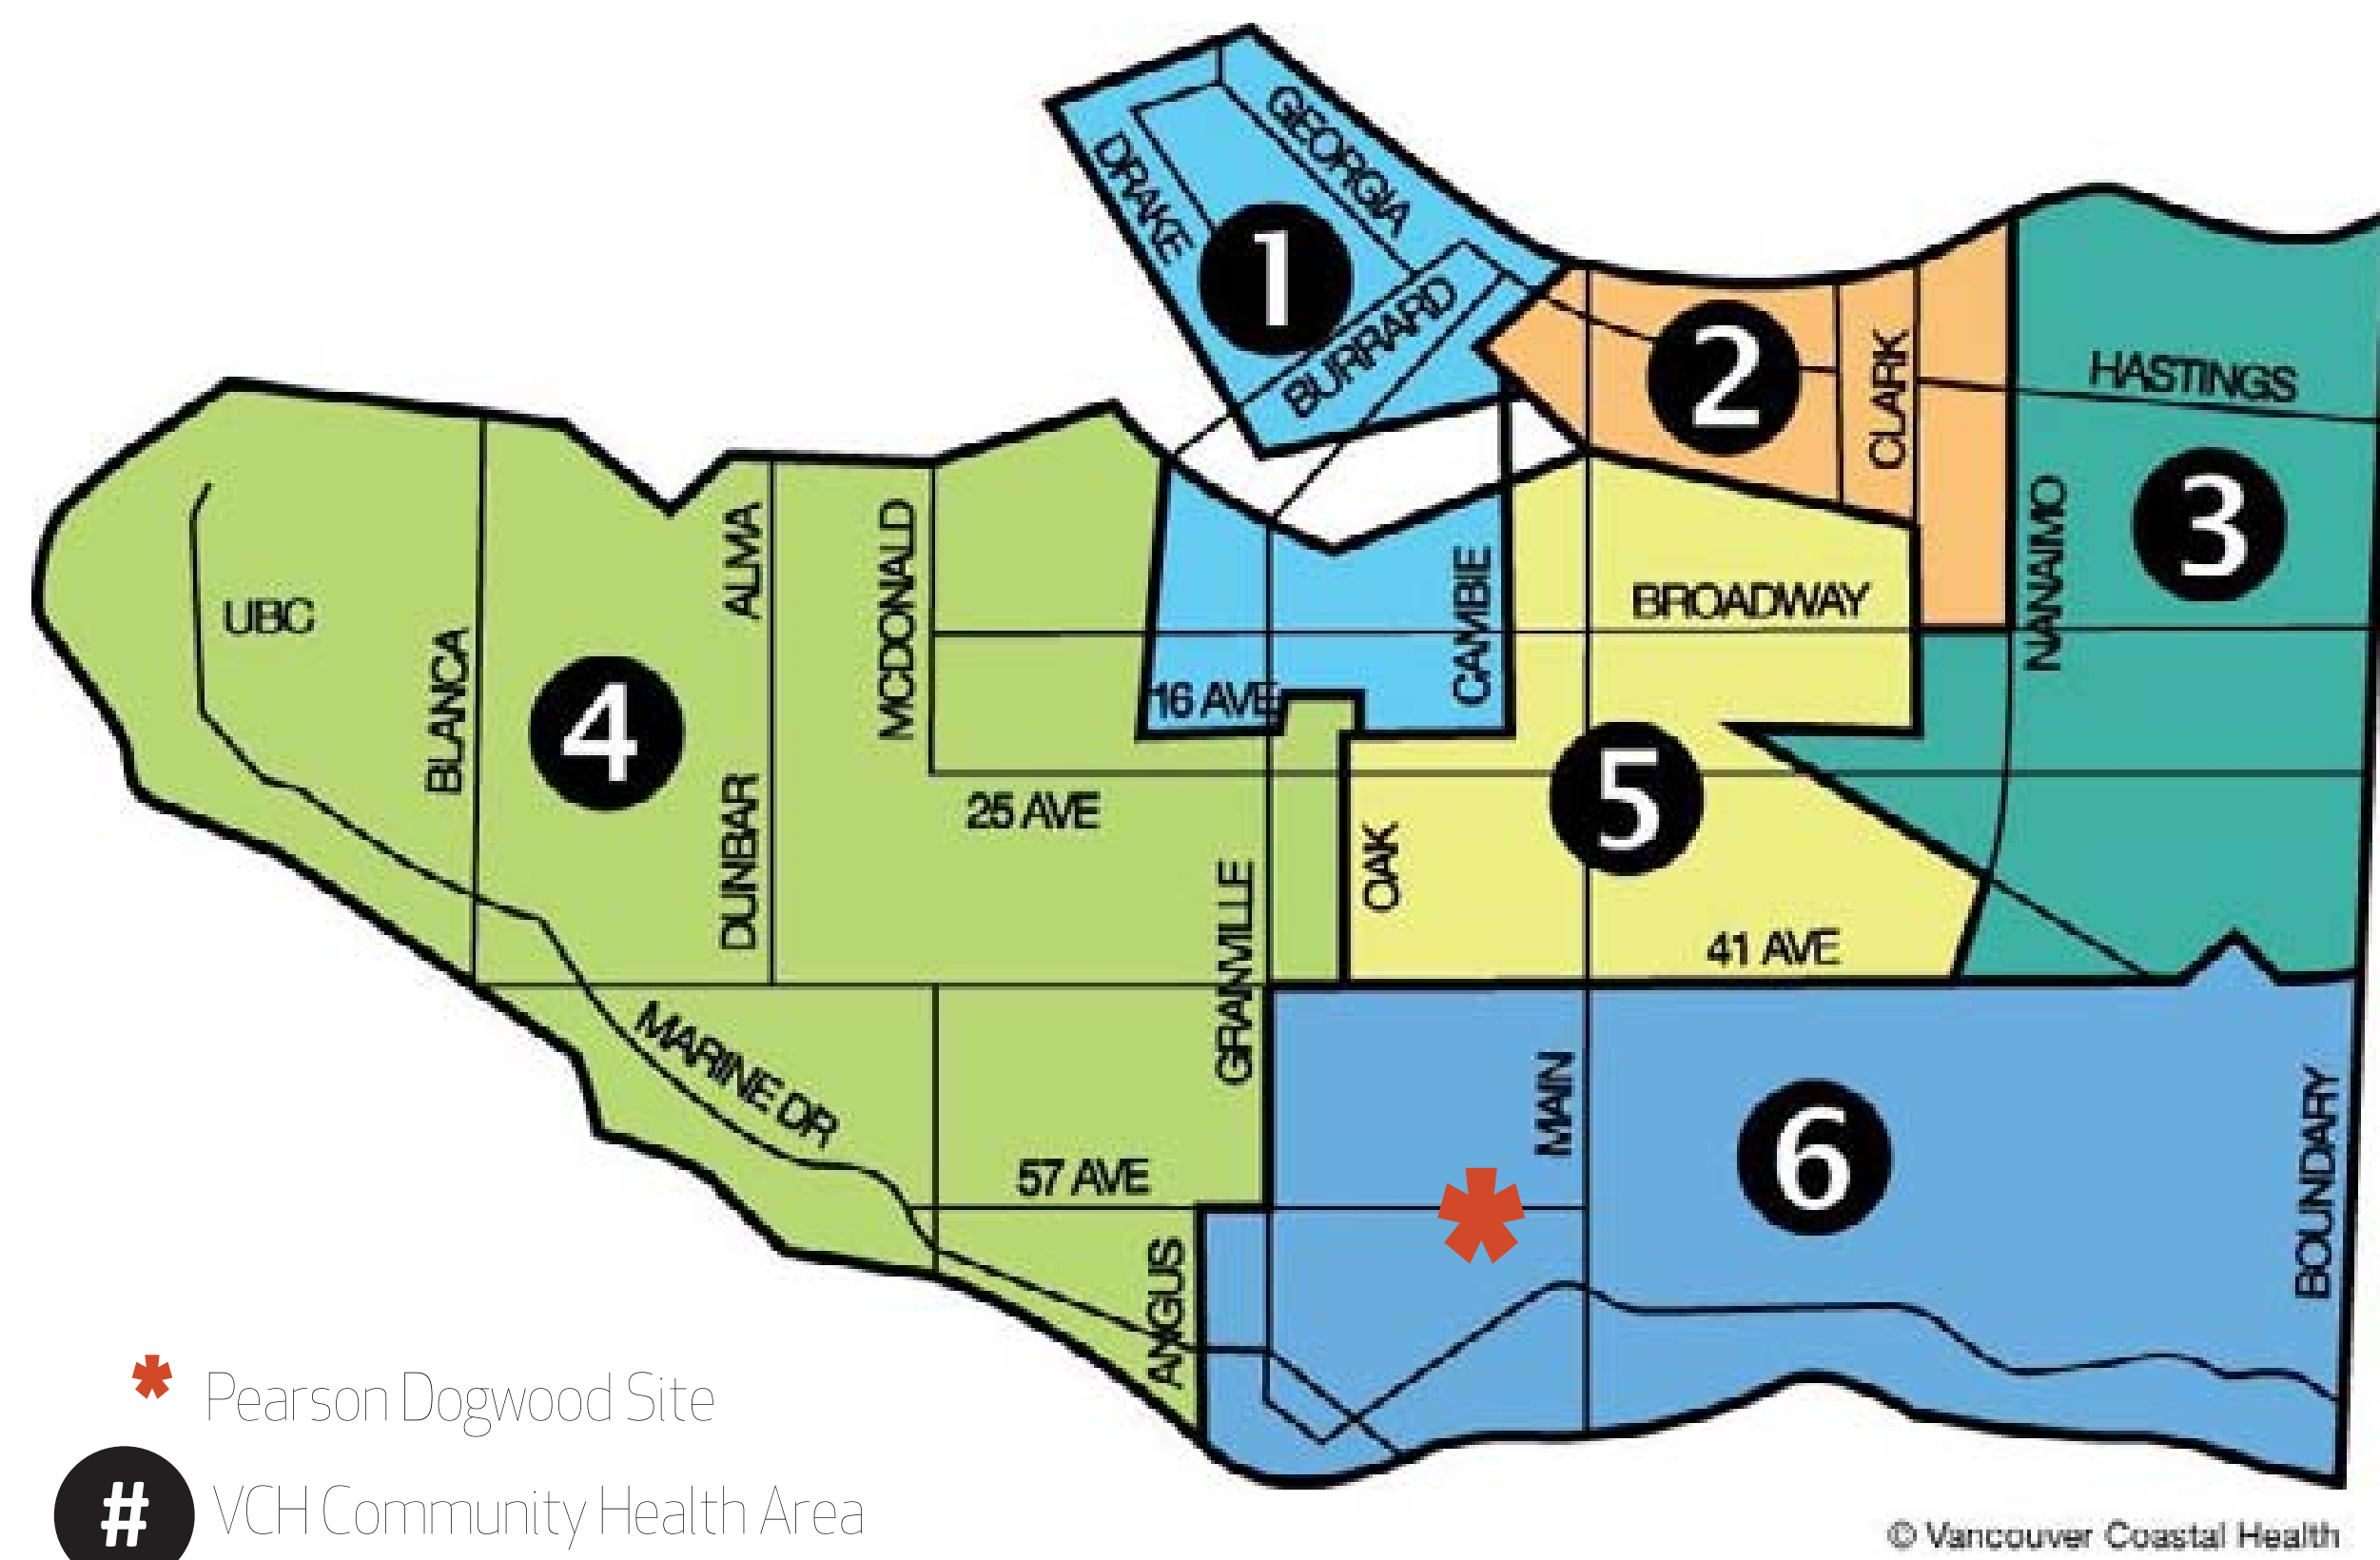 GEORGIA
DRAKE
1
BURRARD
2
CLARK
HASTINGS
3
NANAIMO
UBC
BLANCA
4
ALMA
DUNBAR
MCDONALD
16 AVE
CAMBIE
BROADWAY
25 AVE
5
OAK
41 AVE
GRANVILLE
MARINE DR
57 AVE
MAIN
6
BOUNDARY
ANGUS
* Pearson Dogwood Site
# VCH Community Health Area
© Vancouver Coastal Health